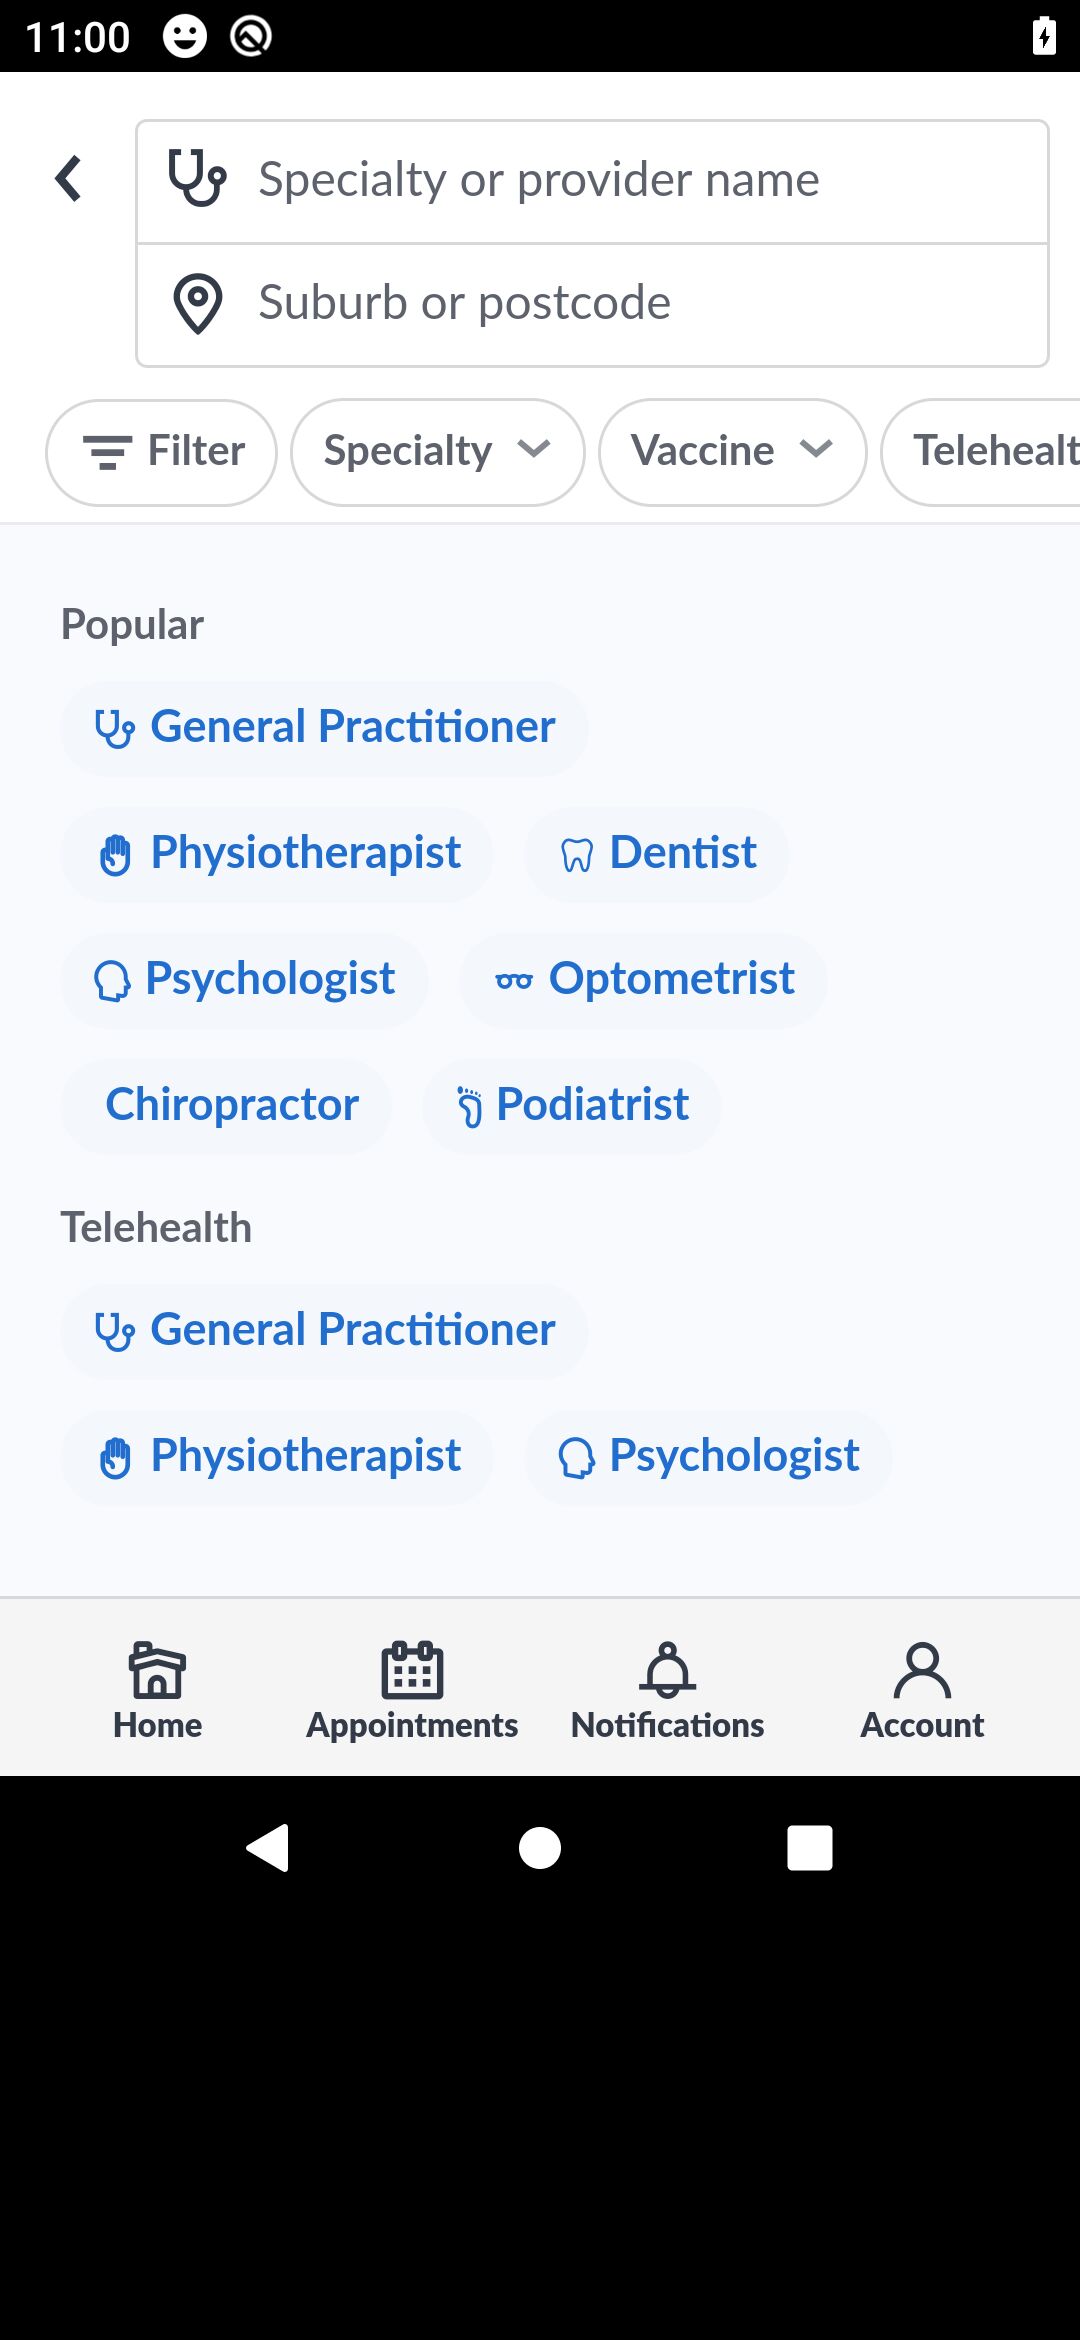 11:00
Specialty or provider name
Suburb or postcode
Filter Specialty Vaccine Telehealt
Popular
General Practitioner
Physiotherapist Dentist
Psychologist Optometrist
Chiropractor Podiatrist
Telehealth
General Practitioner
Physiotherapist Psychologist
Home Appointments Notifications Account